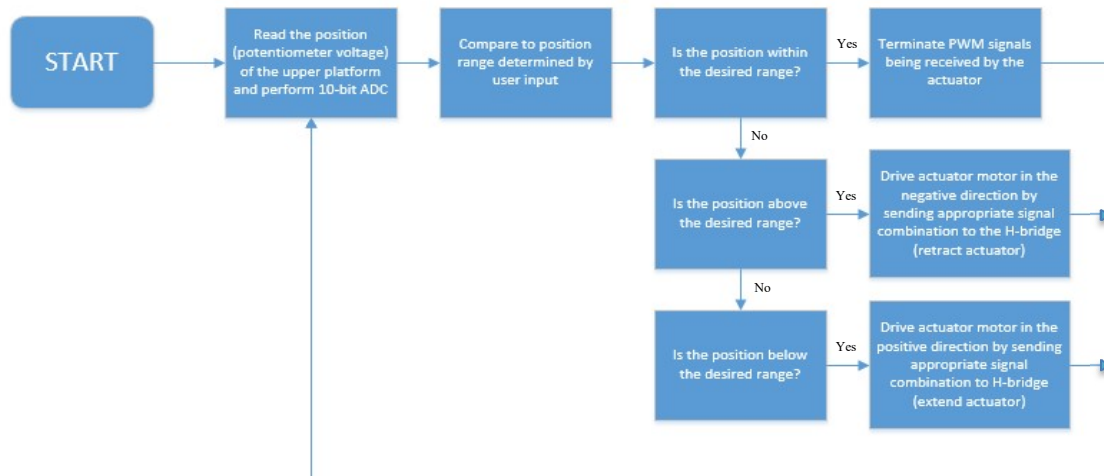 START
Read the position
(potentiometer voltage)
of the upper platform
and perform 10-bit ADC
Compare to position
range determined by
user input
Is the position within
the desired range?
Yes
Terminate PWM signals
being received by the
actuator
No
Is the position above
the desired range?
Yes
Drive actuator motor in the
negative direction by
sending appropriate signal
combination to the H-bridge
(retract actuator)
No
Is the position below
the desired range?
Yes
Drive actuator motor in the
positive direction by sending
appropriate signal
combination to H-bridge
(extend actuator)